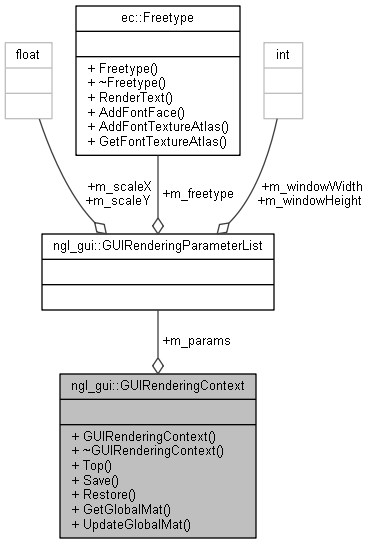 ec::Freetype
+ Freetype()
+ ~Freetype()
+ RenderText()
+ AddFontFace()
+ AddFontTextureAtlas()
+ GetFontTextureAtlas()
float
int
+m_scaleX
+m_scaleY
+m_freetype
+m_windowWidth
+m_windowHeight
ngl_gui::GUIRenderingParameterList
+m_params
ngl_gui::GUIRenderingContext
+ GUIRenderingContext()
+ ~GUIRenderingContext()
+ Top()
+ Save()
+ Restore()
+ GetGlobalMat()
+ UpdateGlobalMat()